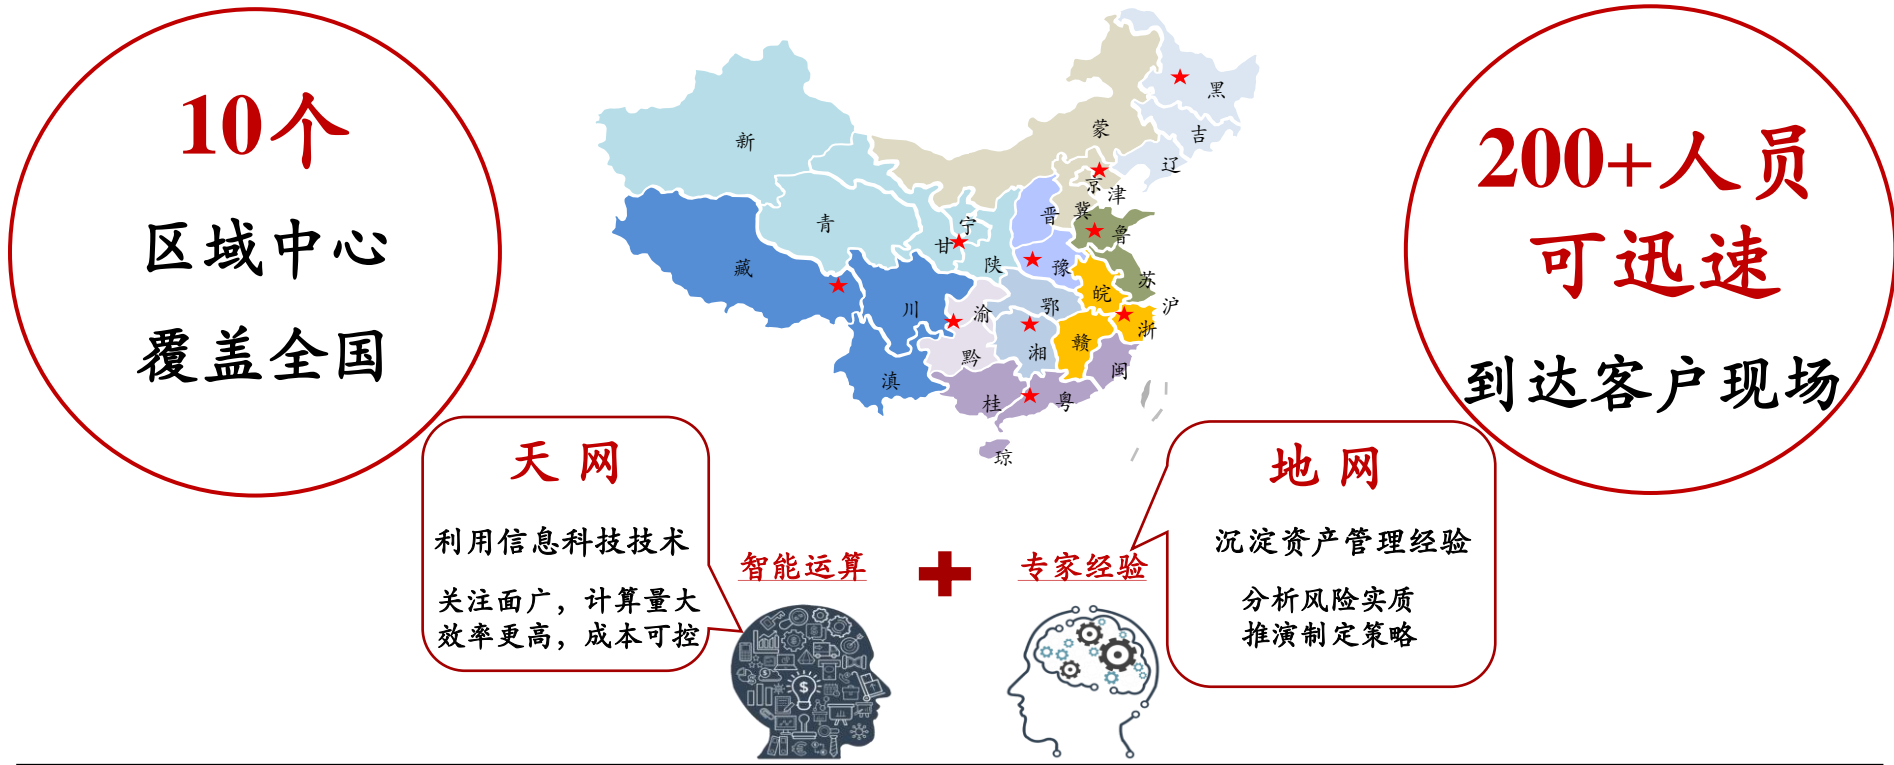 10个
区域中心
覆盖全国
新
黑
吉
辽
蒙
京
津
冀
晋
鲁
青
宁
甘
陕
豫
藏
苏
皖
沪
川
渝
鄂
浙
黔
湘
赣
闽
滇
桂
粤
琼
200+人员
可迅速
到达客户现场
天网
利用信息科技技术
关注面广，计算量大
效率更高，成本可控
智能运算
专家经验
地网
沉淀资产管理经验
分析风险实质
推演制定策略
$